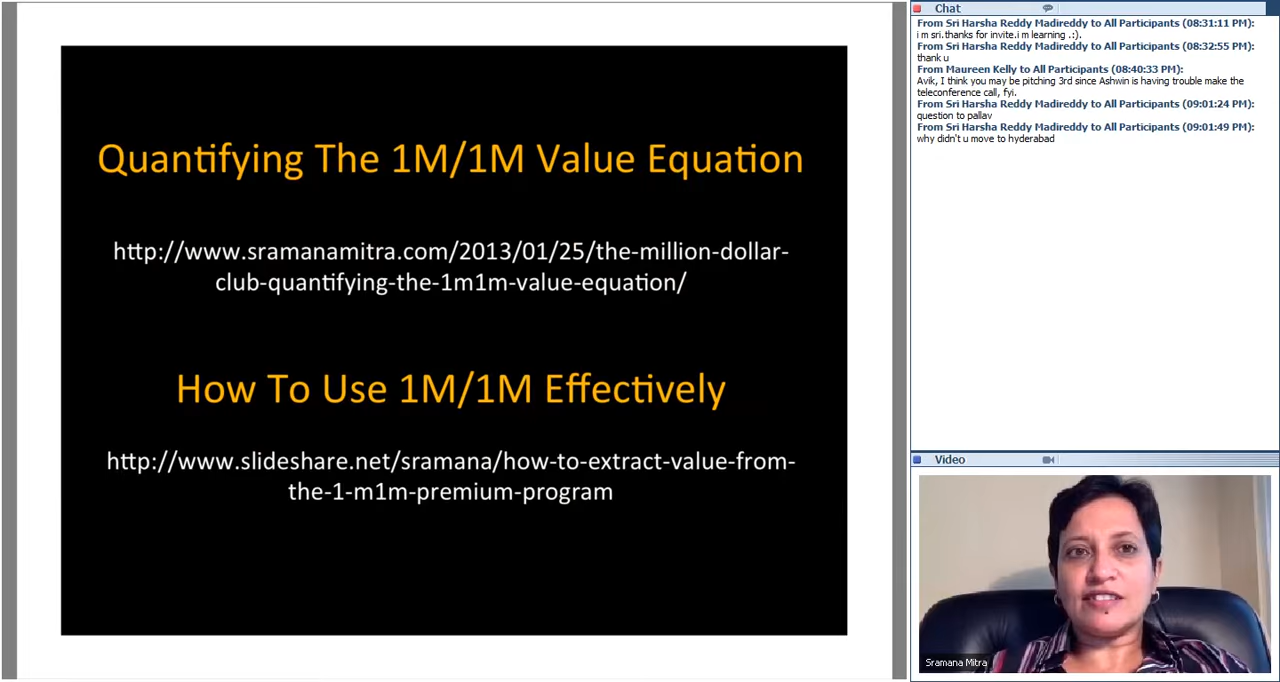 Quantifying The 1M/1M Value Equation
http://www.sramanamitra.com/2013/01/25/the-million-dollar-
club-quantifying-the-1m1m-value-equation/
How To Use 1M/1M Effectively
http://www.slideshare.net/sramana/how-to-extract-value-from-
the-1-m1m-premium-program
Chat
From Sri Harsha Reddy Madireddy to All Participants (08:31:11 PM):
i m sri.thanks for invite.i m learning .:).
From Sri Harsha Reddy Madireddy to All Participants (08:32:55 PM):
thank u
From Maureen Kelly to All Participants (08:40:33 PM):
Avik, I think you may be pitching 3rd since Ashwin is having trouble make the
teleconference call, fyi.
From Sri Harsha Reddy Madireddy to All Participants (09:01:24 PM):
question to pallav
From Sri Harsha Reddy Madireddy to All Participants (09:01:49 PM):
why didn't u move to hyderabad
Video
Sramana Mitra